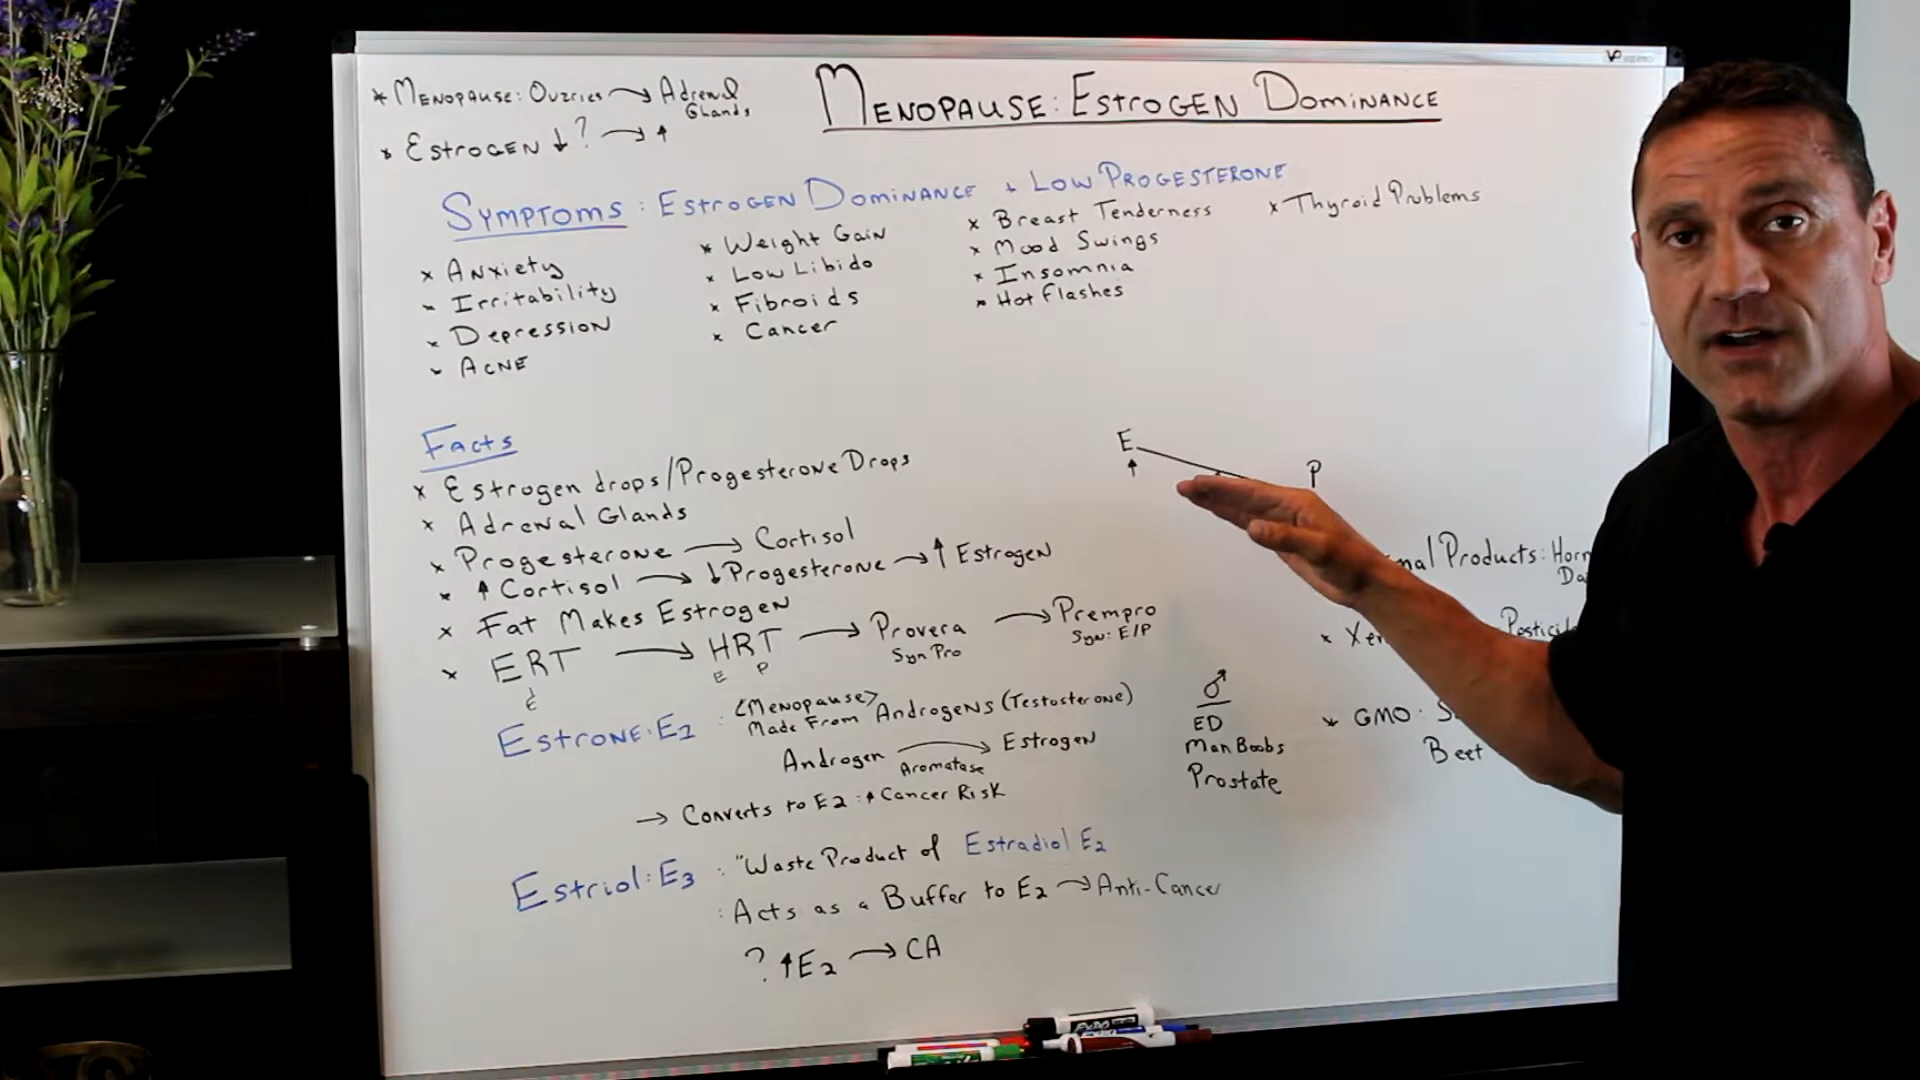 * Menopause: Ovaries → Adrenal Glands
* Estrogen ↓ ? → ↑
Menopause: Estrogen Dominance
Symptoms: Estrogen Dominance + Low Progesterone
x Anxiety
x Irritability
x Depression
x Acne
* Weight Gain
x Low Libido
x Fibroids
x Cancer
x Breast Tenderness
x Mood Swings
* Insomnia
* Hot Flashes
x Thyroid Problems
Facts
x Estrogen drops/Progesterone Drops
x Adrenal Glands
x Progesterone → Cortisol
* ↑ Cortisol → ↓ Progesterone → ↑ Estrogen
x Fat Makes Estrogen
x ERT → HRT → Provera → Prempro
E
E P
Syn Pro
Syn: E/P
Estrone: E1 : <Menopause>
Made From Androgens (Testosterone)
Androgen → Estrogen
Aromatase
→ Converts to E2 : ↑ Cancer Risk
Estriol: E3 : "Waste Product of Estradiol E2
: Acts as a Buffer to E2 → Anti-Cancer
? ↑ E2 → CA
E
↑
P
♂
ED
Man Boobs
Prostate
Products:
x
* GMO:
Beet
VP
EXPO